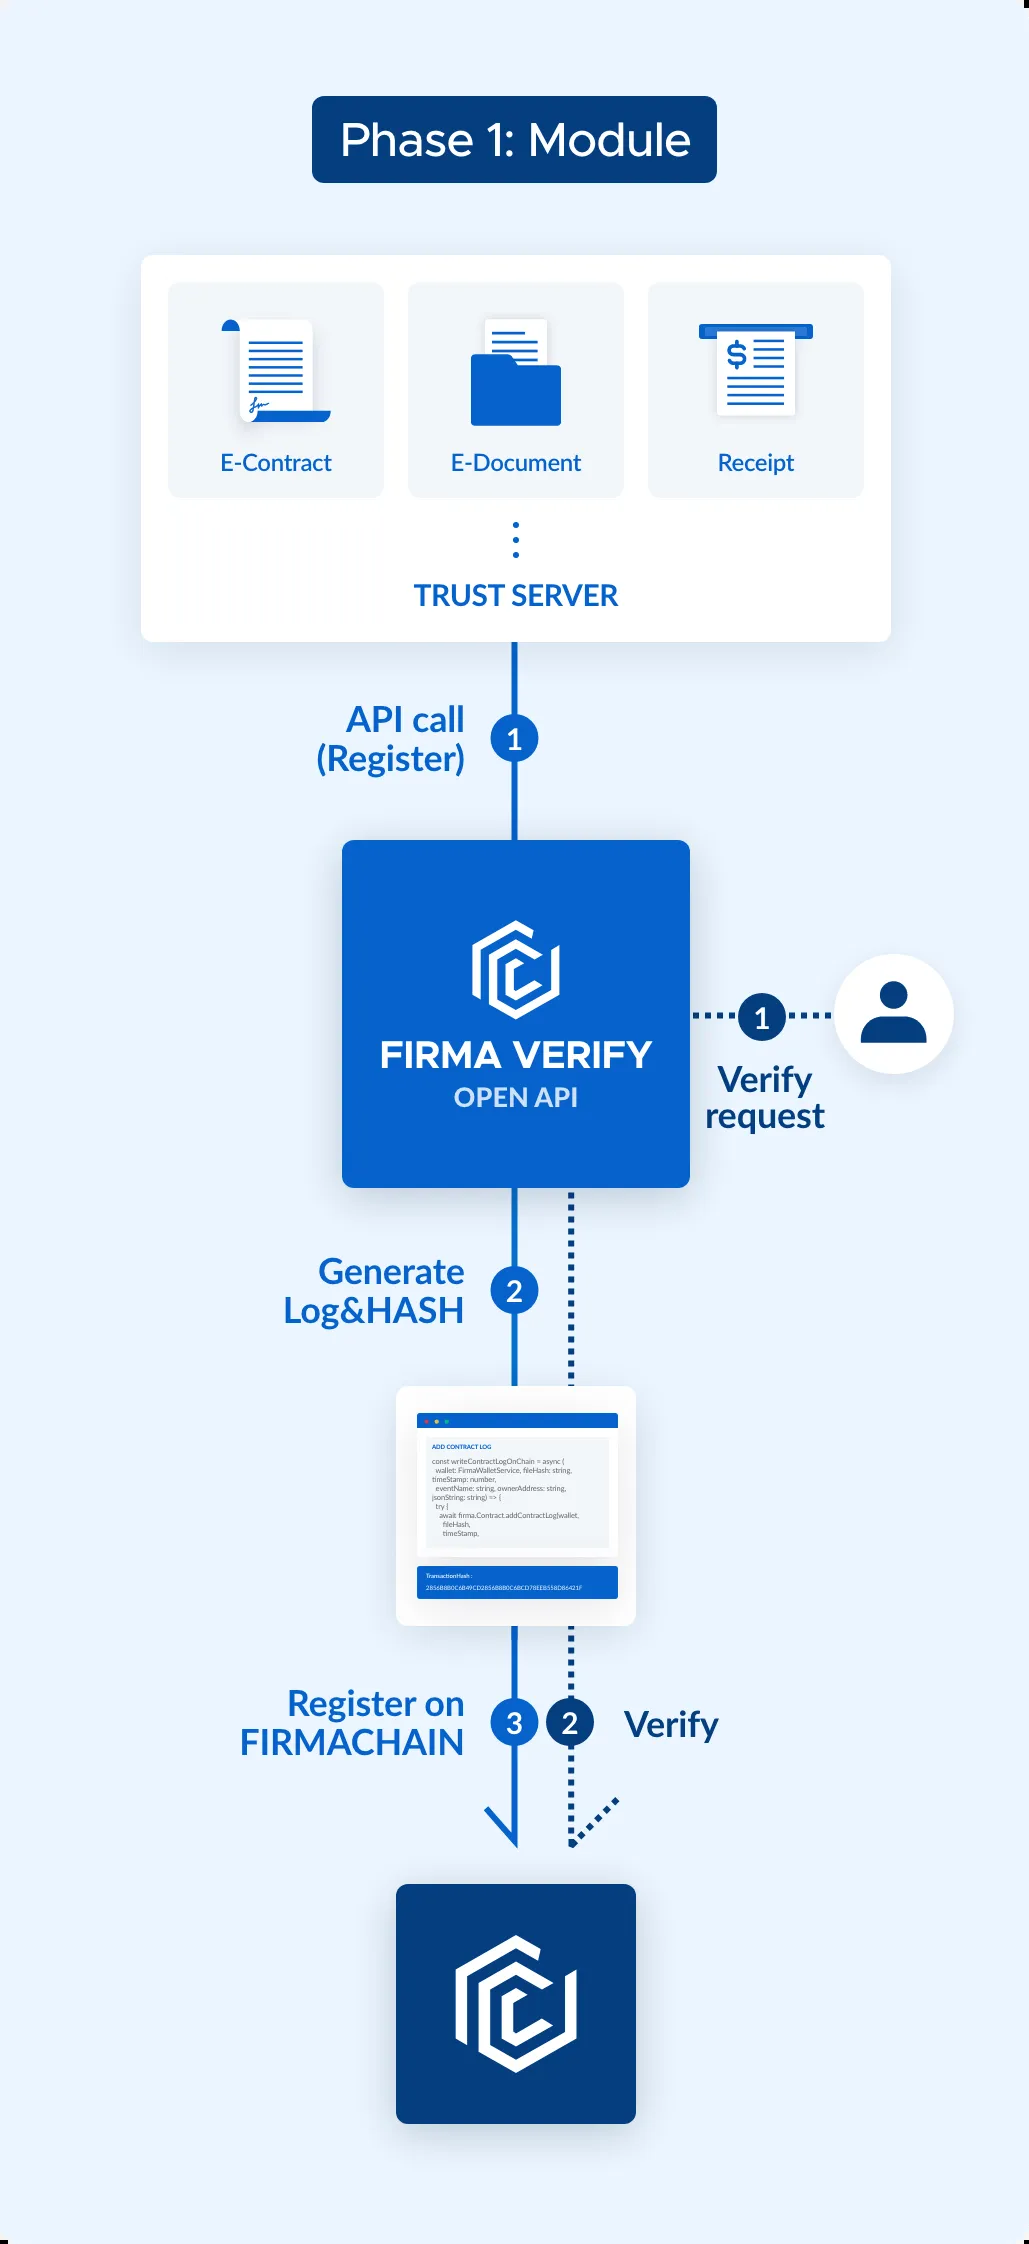 Phase 1: Module
E-Contract
E-Document
Receipt
TRUST SERVER
API call
(Register)
1
FIRMA VERIFY
OPEN API
1
Verify
request
Generate
Log&HASH
2
ADD CONTRACT LOG
const writeContractLogOnChain = async (
wallet: FirmaWalletService, fileHash: string,
timeStamp: number,
eventName: string, ownerAddress: string,
jsonString: string) => {
try {
await firma.Contract.addContractLog(wallet,
fileHash,
timeStamp,
TransactionHash :
Register on
FIRMACHAIN
3
2
Verify